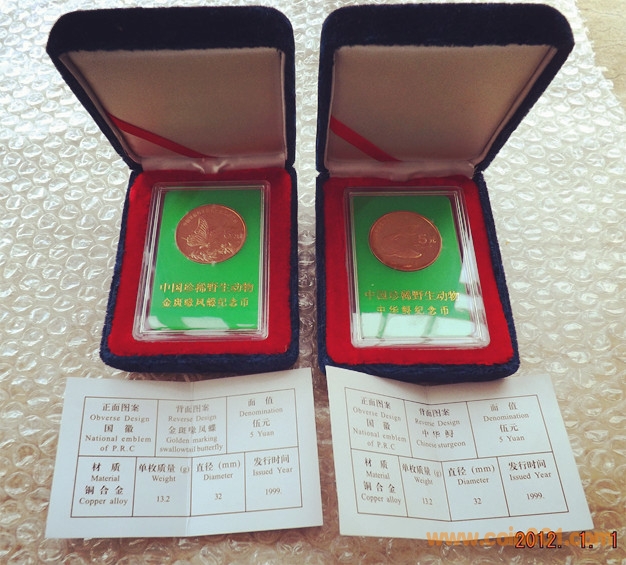 中国珍稀野生动物
金斑喙凤蝶纪念币
5元
中国珍稀野生动物
中华鲟纪念币
正面图案
Obverse Design
国徽
National emblem
of P.R.C
背面图案
Reverse Design
金斑喙凤蝶
Golden marking
swallowtail butterfly
面值
Denomination
伍元
5 Yuan
材质
Material
铜合金
Copper alloy
单枚质量 (g)
Weight
13.2
直径 (mm)
Diameter
32
发行时间
Issued Year
1999.
正面图案
Obverse Design
国徽
National emblem
of P.R.C
背面图案
Reverse Design
中华鲟
Chinese sturgeon
面值
Denomination
伍元
5 Yuan
材质
Material
铜合金
Copper alloy
单枚质量 (g)
Weight
13.2
直径 (mm)
Diameter
32
发行时间
Issued Year
1999.
2012. 1. 1